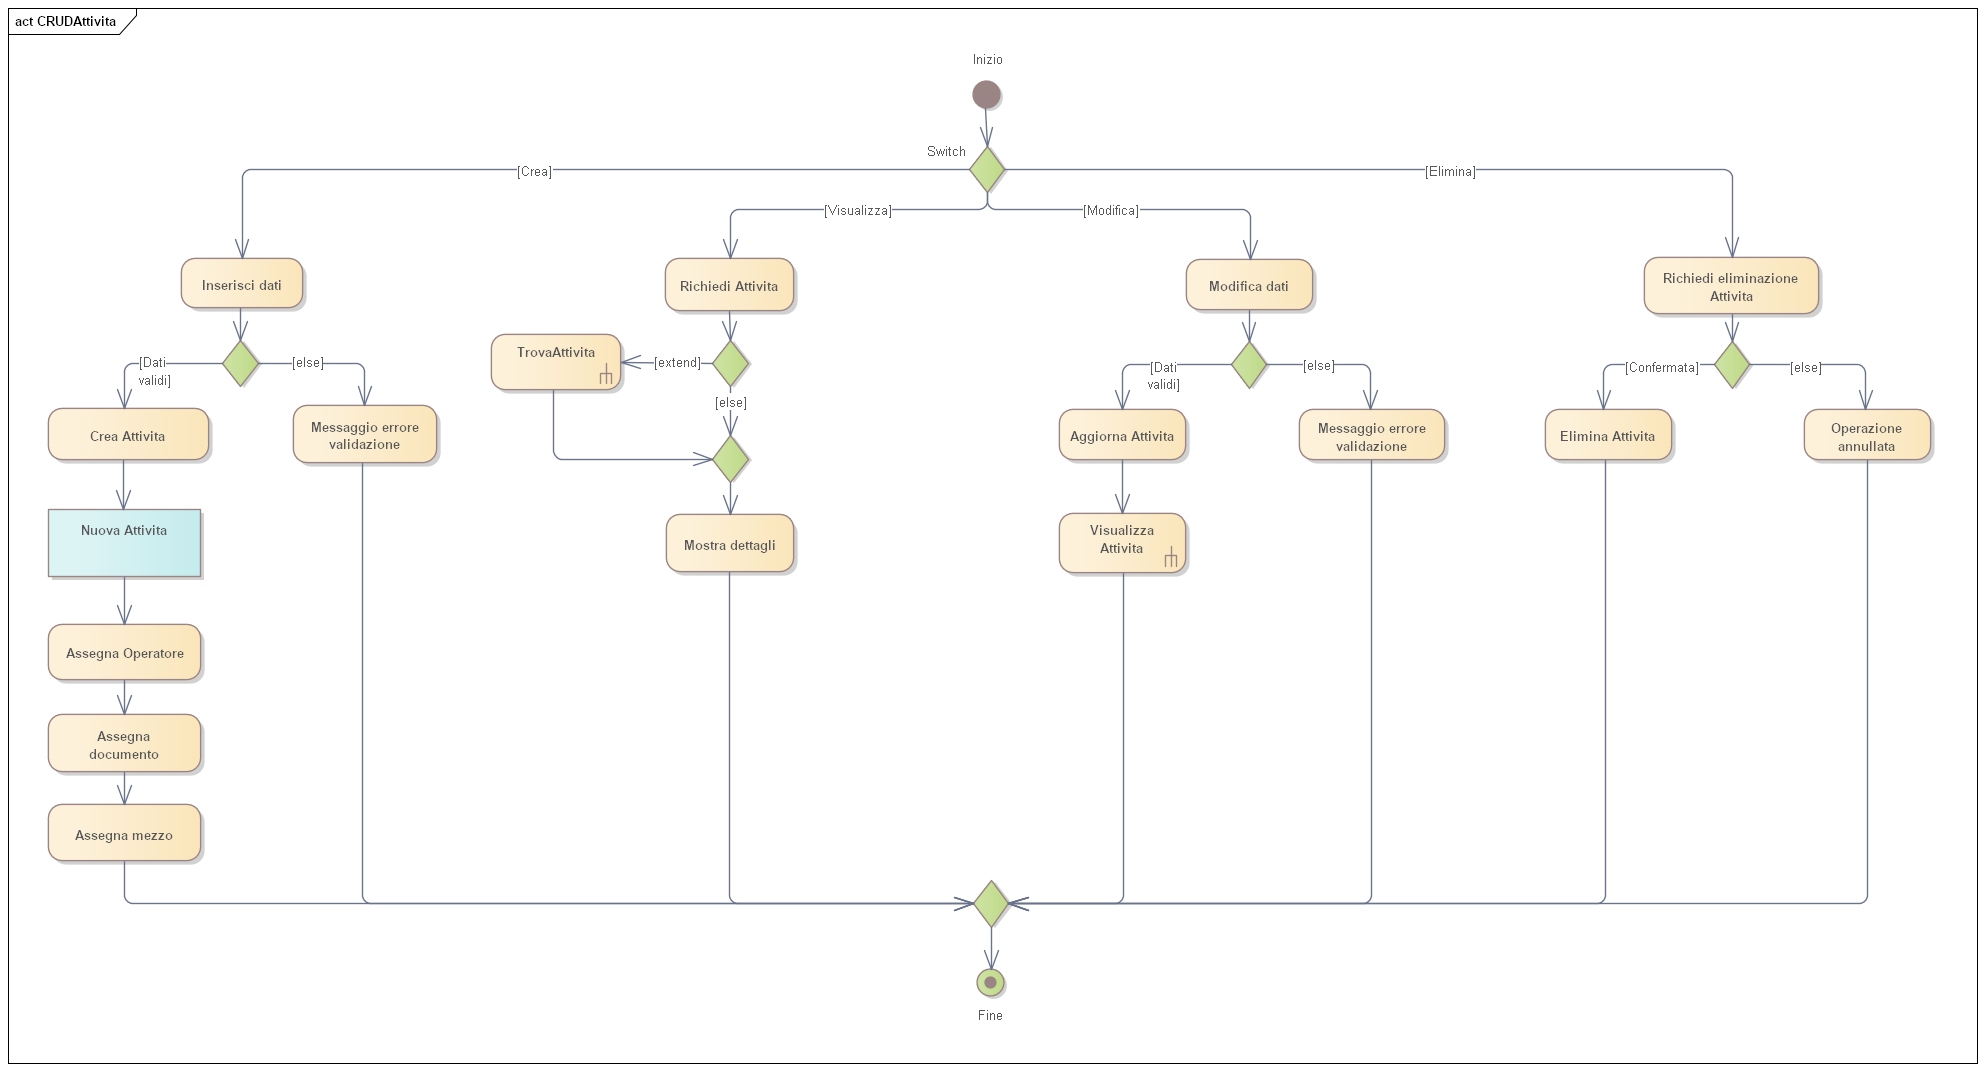 act CRUDAttivita
Inizio
Switch
[Crea]
[Elimina]
[Visualizza]
[Modifica]
Inserisci dati
Richiedi Attivita
Modifica dati
Richiedi eliminazione
Attivita
[Dati
validi]
[else]
TrovaAttivita
[extend]
[else]
[Dati
validi]
[else]
[Confermata]
[else]
Crea Attivita
Messaggio errore
validazione
Aggiorna Attivita
Messaggio errore
validazione
Elimina Attivita
Operazione
annullata
Nuova Attivita
Mostra dettagli
Visualizza
Attivita
Assegna Operatore
Assegna
documento
Assegna mezzo
Fine